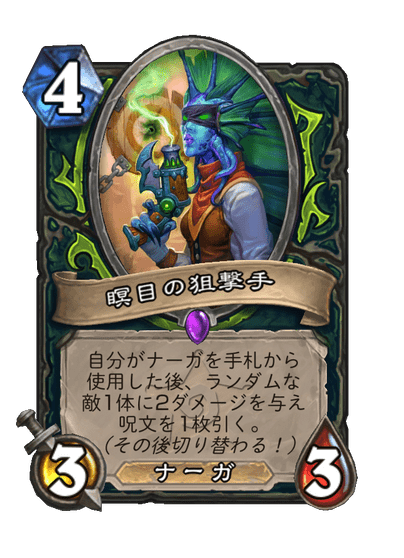 4
瞑目の狙撃手
自分がナーガを手札から
使用した後、ランダムな
敵1体に2ダメージを与え
呪文を1枚引く。
(その後切り替わる!)
3
ナーガ
3